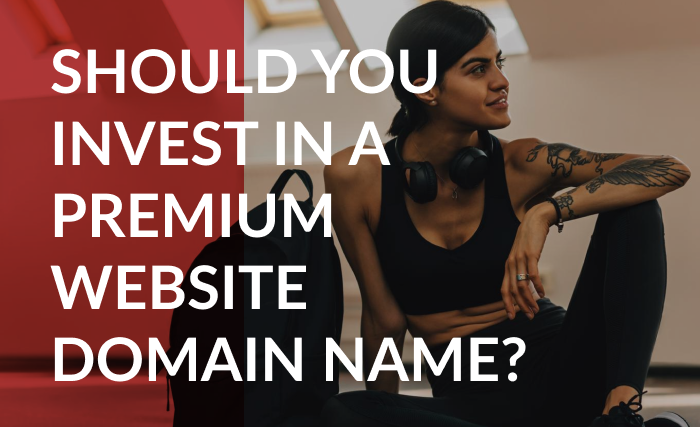 SHOULD YOU
INVEST IN A
PREMIUM
WEBSITE
DOMAIN NAME?